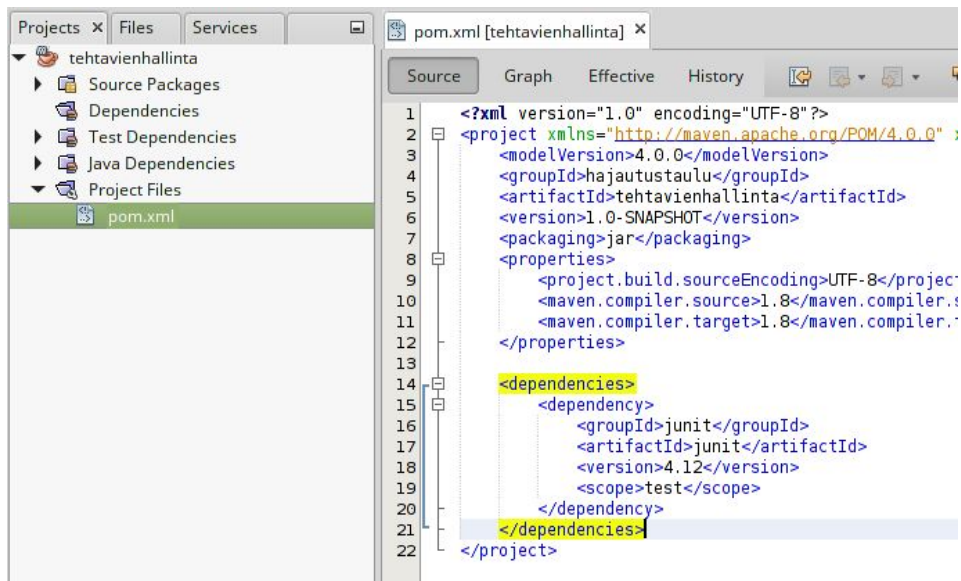 Projects Files Services
tehtavienhallinta
Source Packages
Dependencies
Test Dependencies
Java Dependencies
Project Files
pom.xml
pom.xml [tehtavienhallinta]
Source Graph Effective History
1 <?xml version="1.0" encoding="UTF-8"?>
2 <project xmlns="http://maven.apache.org/POM/4.0.0"
3 <modelVersion>4.0.0</modelVersion>
4 <groupId>hajautustaulu</groupId>
5 <artifactId>tehtavienhallinta</artifactId>
6 <version>1.0-SNAPSHOT</version>
7 <packaging>jar</packaging>
8 <properties>
9 <project.build.sourceEncoding>UTF-8</project
10 <maven.compiler.source>1.8</maven.compiler.s
11 <maven.compiler.target>1.8</maven.compiler.t
12 </properties>
13
14 <dependencies>
15 <dependency>
16 <groupId>junit</groupId>
17 <artifactId>junit</artifactId>
18 <version>4.12</version>
19 <scope>test</scope>
20 </dependency>
21 </dependencies>
22 </project>